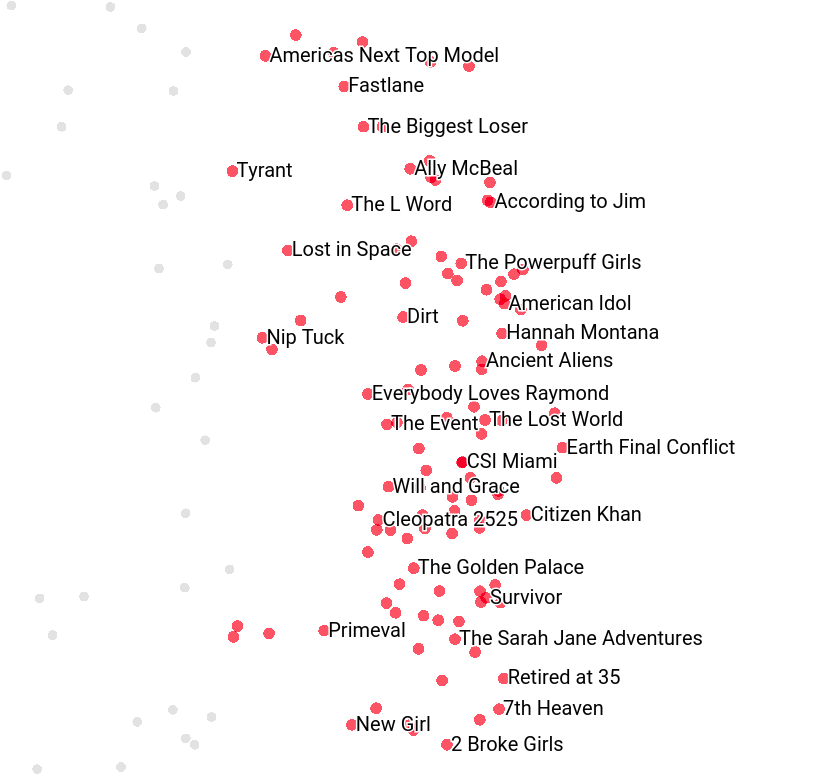 Americas Next Top Model
Fastlane
The Biggest Loser
Ally McBeal
Tyrant
According to Jim
The L Word
Lost in Space
The Powerpuff Girls
American Idol
Dirt
Hannah Montana
Nip Tuck
Ancient Aliens
Everybody Loves Raymond
The Lost World
The Event
Earth Final Conflict
CSI Miami
Will and Grace
Citizen Khan
Cleopatra 2525
The Golden Palace
Survivor
Primeval
The Sarah Jane Adventures
Retired at 35
7th Heaven
New Girl
2 Broke Girls